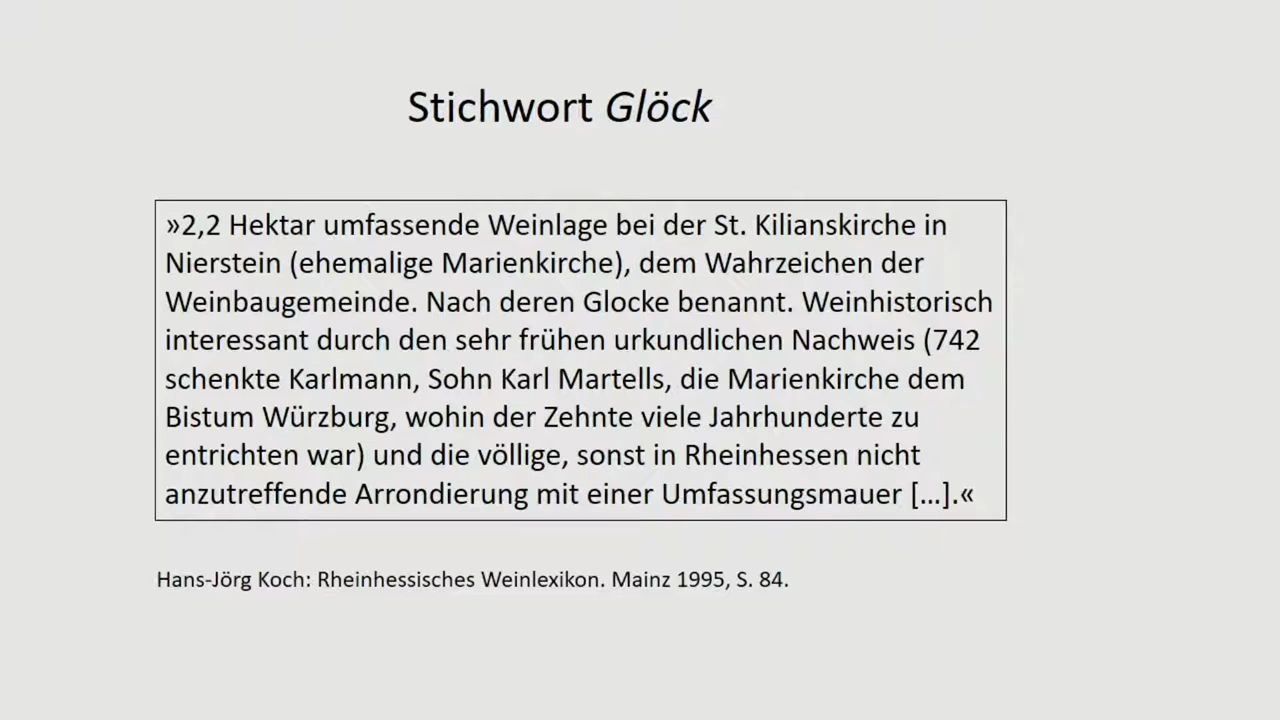 Stichwort Glöck
»2,2 Hektar umfassende Weinlage bei der St. Kilianskirche in
Nierstein (ehemalige Marienkirche), dem Wahrzeichen der
Weinbaugemeinde. Nach deren Glocke benannt. Weinhistorisch
interessant durch den sehr frühen urkundlichen Nachweis (742
schenkte Karlmann, Sohn Karl Martells, die Marienkirche dem
Bistum Würzburg, wohin der Zehnte viele Jahrhunderte zu
entrichten war) und die völlige, sonst in Rheinhessen nicht
anzutreffende Arrondierung mit einer Umfassungsmauer […].«
Hans-Jörg Koch: Rheinhessisches Weinlexikon. Mainz 1995, S. 84.